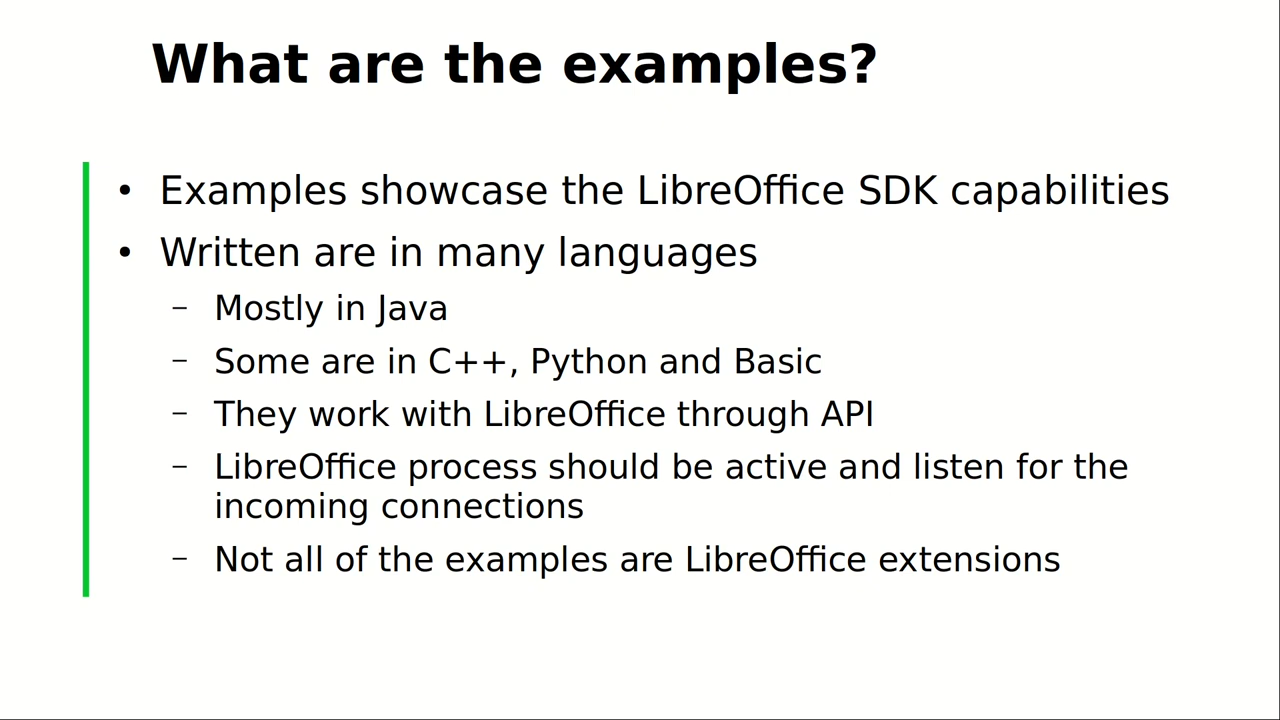 What are the examples?
• Examples showcase the LibreOffice SDK capabilities
• Written are in many languages
– Mostly in Java
– Some are in C++, Python and Basic
– They work with LibreOffice through API
– LibreOffice process should be active and listen for the
incoming connections
– Not all of the examples are LibreOffice extensions